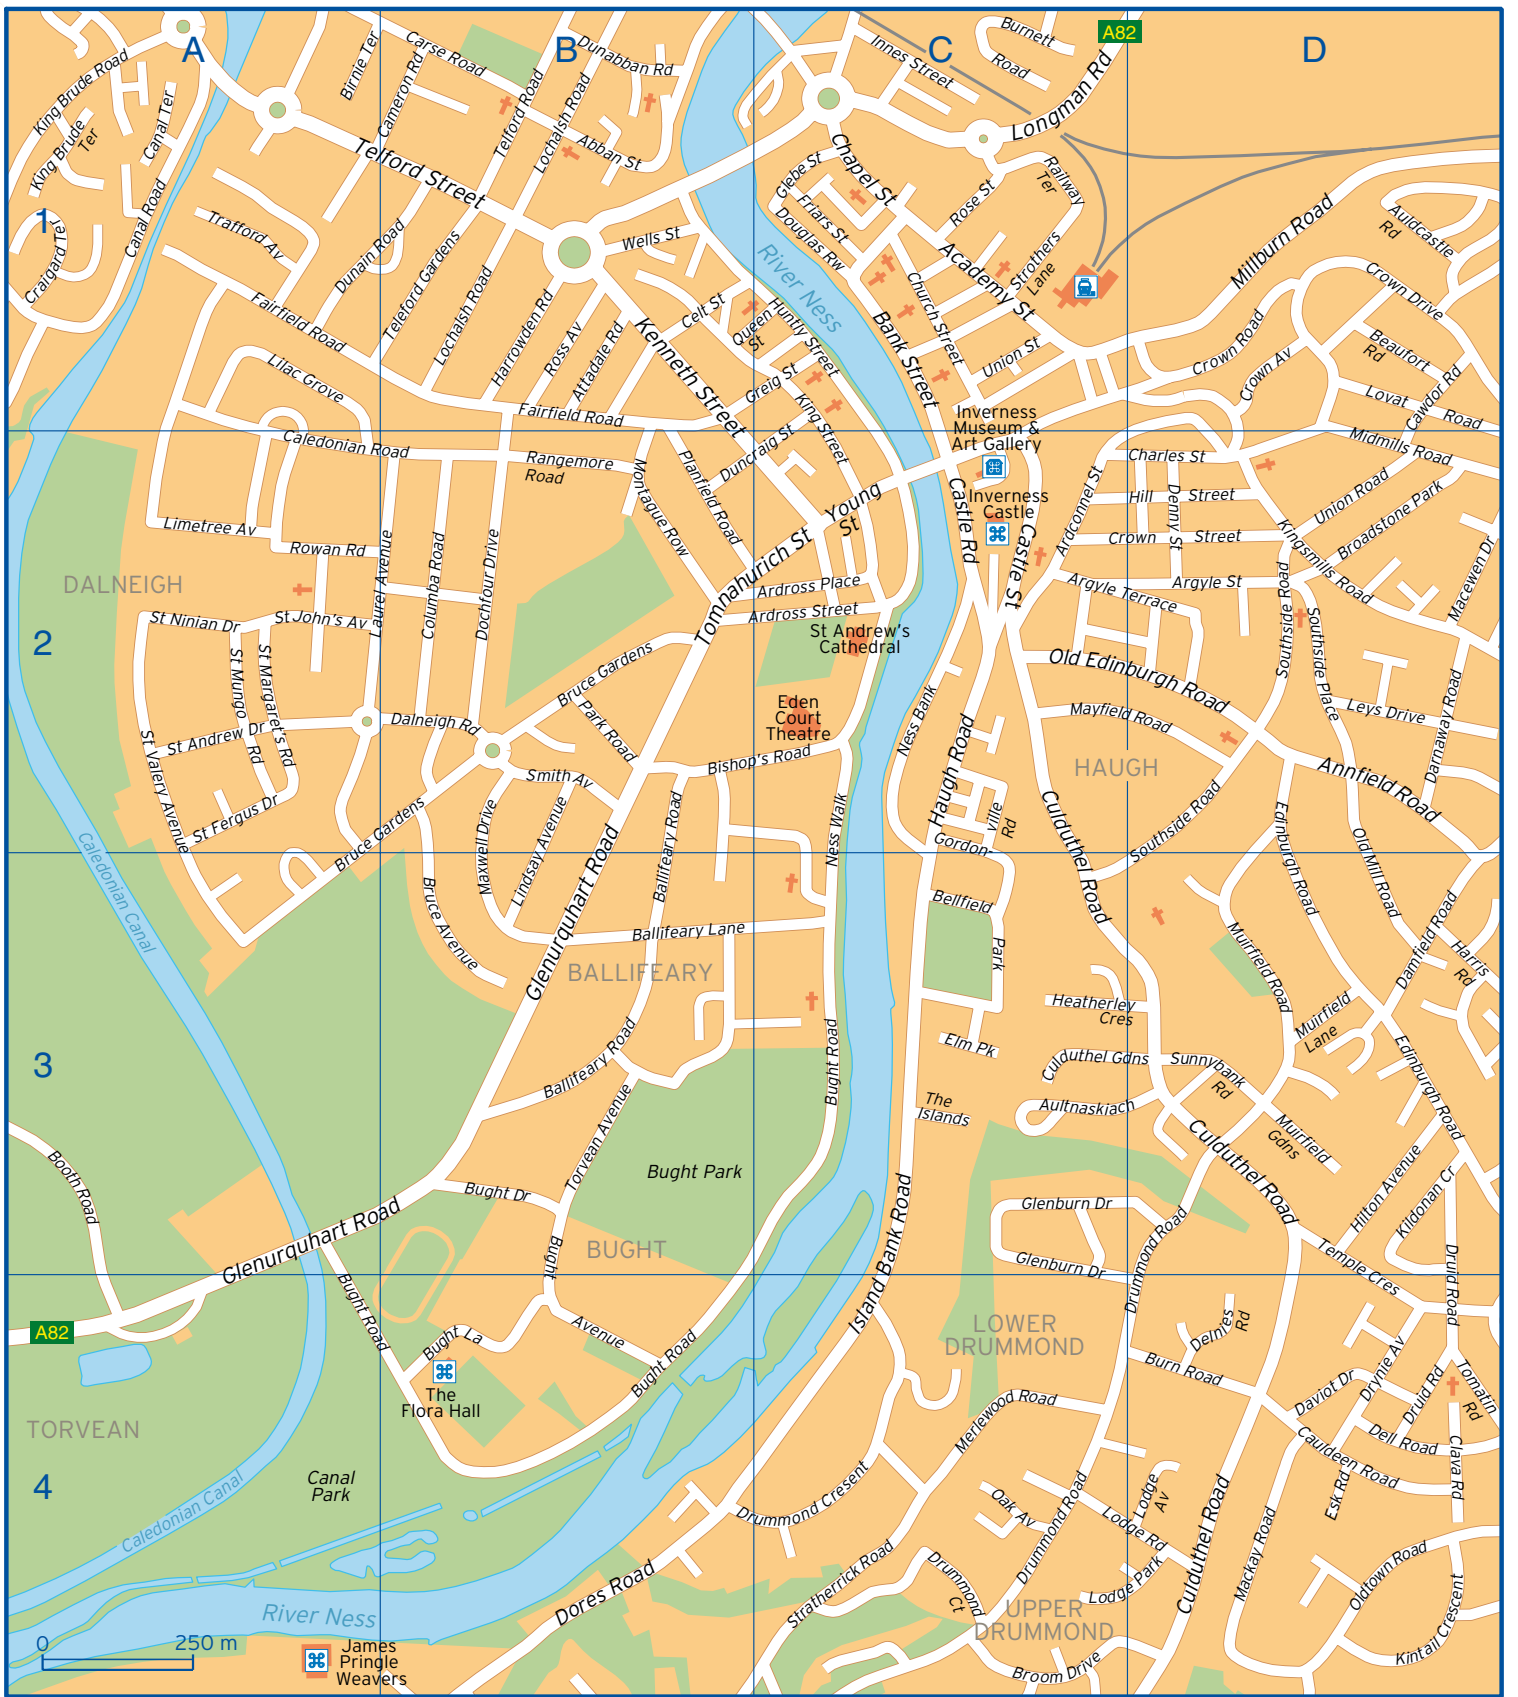 A
B
C
D
1
2
3
4
A82
A82
King Brude Road
King Brude
Ter
Canal Ter
Canal Road
Craigard Ter
Birnie Ter
Carse Road
Cameron Rd
Telford Road
Lochalsh Road
Dunabban Rd
Abban St
Telford Street
Trafford Av
Dunain Road
Teleford Gardens
Lochalsh Road
Harrowden Rd
Ross Av
Attadale Rd
Wells St
Celt St
Queen
St
Huntly Street
Greig St
King Street
Kenneth Street
Duncraig St
Fairfield Road
Fairfield Road
Lilac Grove
Innes Street
Burnett
Road
Longman Rd
Chapel St
Glebe St
Friars St
Douglas Rw
Rose St
Railway
Ter
Academy St
Strothers
Lane
Church Street
Bank Street
Union St
River Ness
Millburn Road
Auldcastle
Rd
Crown Drive
Crown Road
Crown Av
Beaufort
Rd
Lovat
Road
Cawdor Rd
Midmills Road
Inverness
Museum &
Art Gallery
Inverness
Castle
Castle Rd
Castle St
Ardconnel St
Charles St
Hill
Street
Denny St
Crown
Street
Argyle Terrace
Argyle St
Union Road
Broadstone Park
Kingsmills Road
Macewen Dr
Southside Road
Southside Place
Leys Drive
Darnaway Road
Old Edinburgh Road
Mayfield Road
HAUGH
Annfield Road
Southside Road
Culduthel Road
Caledonian Road
Rangemore
Road
Montague Row
Planfield Road
Young
St
Tomnahurich St
Ardross Place
Ardross Street
St Andrew's
Cathedral
Eden
Court
Theatre
Bishop's Road
Limetree Av
Rowan Rd
DALNEIGH
Laurel Avenue
Columba Road
Dochfour Drive
St Ninian Dr
St John's Av
St Mungo
Rd
St Margaret's Rd
St Andrew Dr
St Valery Avenue
St Fergus Dr
Dalneigh Rd
Bruce Gardens
Bruce Gardens
Park Road
Smith Av
Maxwell Drive
Lindsay Avenue
Ballifeary Road
Ness Walk
Ness Bank
Haugh Road
Gordon-
ville
Rd
Bellfield
Park
Caledonian Canal
Bruce Avenue
Glenurquhart Road
Ballifeary Lane
BALLIFEARY
Ballifeary Road
Torvean Avenue
Bught Road
Bught Park
Elm Pk
The
Islands
Heatherley
Cres
Culduthel Gdns
Aultnaskiach
Sunnybank
Rd
Muirfield Road
Muirfield
Lane
Muirfield
Gdns
Edinburgh Road
Old Mill Road
Damfield Road
Harris
Rd
Edinburgh Road
Culduthel Road
Hilton Avenue
Kildonan Cr
Druid Road
Temple Cres
Booth Road
Glenurquhart Road
Bught Dr
Bught
Avenue
BUGHT
Bught Road
Bught La
The
Flora Hall
Bught Road
Island Bank Road
Glenburn Dr
Glenburn Dr
Drummond Road
LOWER
DRUMMOND
Delnies
Rd
Burn Road
Daviot Dr
Drynie Av
Druid Rd
Tomatin
Rd
Dell Road
Cauldeen Road
Clava Rd
Esk Rd
TORVEAN
Canal
Park
Caledonian Canal
Merlewood Road
Drummond Cresent
Oak Av
Lodge
Av
Lodge Rd
Lodge Park
Drummond Road
Culduthel Road
Mackay Road
Oldtown Road
Kintail Crescent
Stratherrick Road
Drummond
Ct
UPPER
DRUMMOND
Broom Drive
Dores Road
River Ness
0
250 m
James
Pringle
Weavers